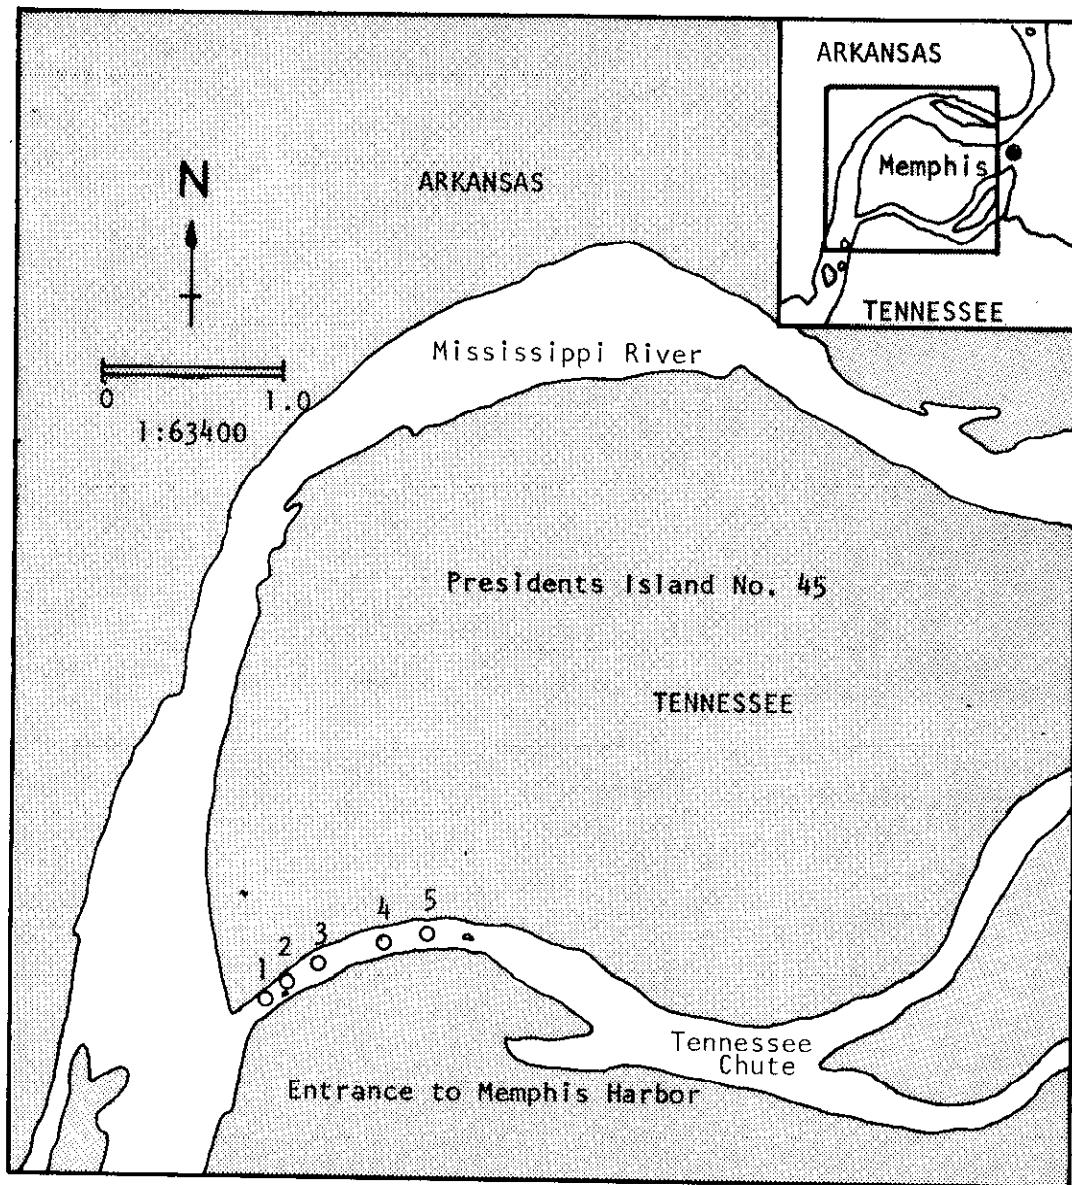 ARKANSAS
Memphis
TENNESSEE
N
ARKANSAS
Mississippi River
0 1.0
1:63400
Presidents Island No. 45
TENNESSEE
1 2 3 4 5
Tennessee
Chute
Entrance to Memphis Harbor